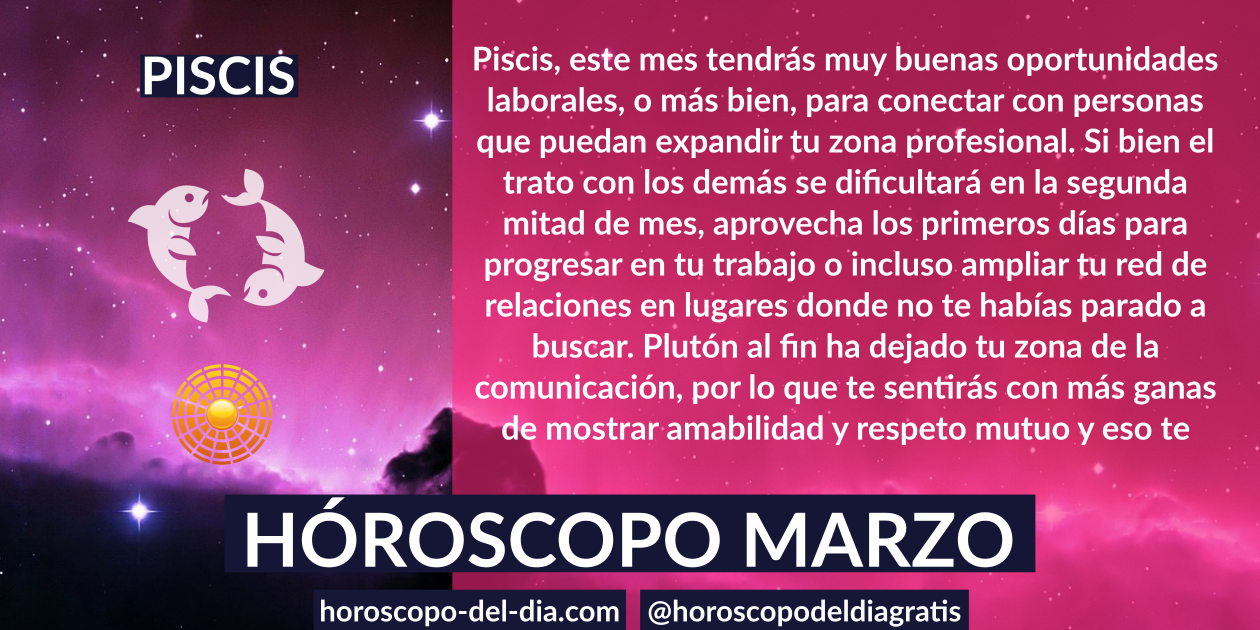 PISCIS
Piscis, este mes tendrás muy buenas oportunidades
laborales, o más bien, para conectar con personas
que puedan expandir tu zona profesional. Si bien el
trato con los demás se dificultará en la segunda
mitad de mes, aprovecha los primeros días para
progresar en tu trabajo o incluso ampliar tu red de
relaciones en lugares donde no te habías parado a
buscar. Plutón al fin ha dejado tu zona de la
comunicación, por lo que te sentirás con más ganas
de mostrar amabilidad y respeto mutuo y eso te
HÓROSCOPO MARZO
horoscopo-del-dia.com
@horoscopodeldiagratis